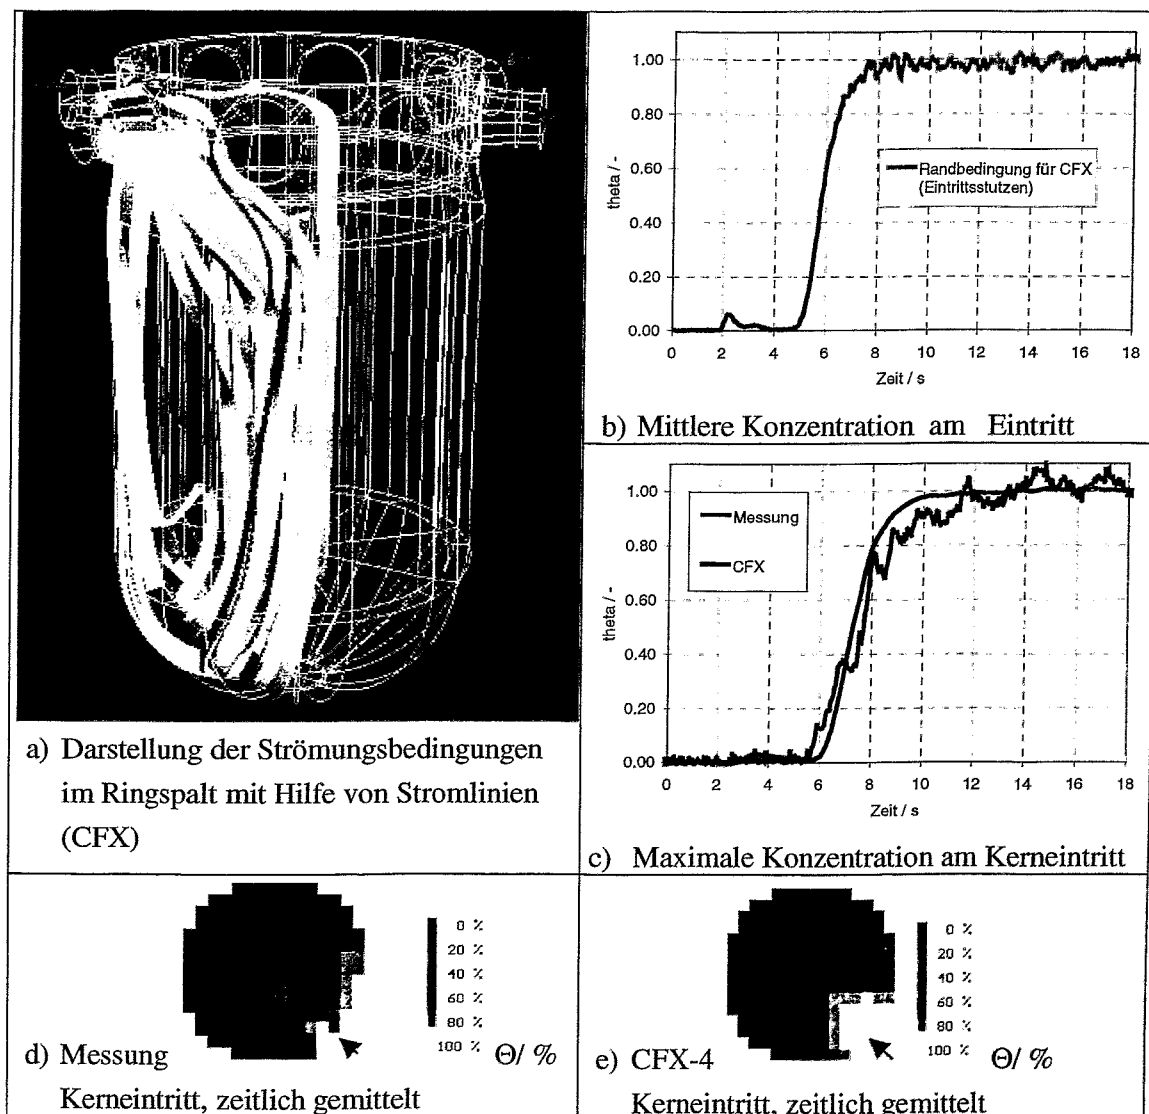 1.00
0.80
0.60
0.40
0.20
0.00
theta / -
Randbedingung für CFX
(Eintrittsstutzen)
0 2 4 6 8 10 12 14 16 18
Zeit / s
b) Mittlere Konzentration am Eintritt
1.00
0.80
0.60
0.40
0.20
0.00
theta / -
Messung
CFX
0 2 4 6 8 10 12 14 16 18
Zeit / s
c) Maximale Konzentration am Kerneintritt
a) Darstellung der Strömungsbedingungen
im Ringspalt mit Hilfe von Stromlinien
(CFX)
0 %
20 %
40 %
60 %
80 %
100 %
Θ/ %
d) Messung
Kerneintritt, zeitlich gemittelt
0 %
20 %
40 %
60 %
80 %
100 %
Θ/ %
e) CFX-4
Kerneintritt, zeitlich gemittelt